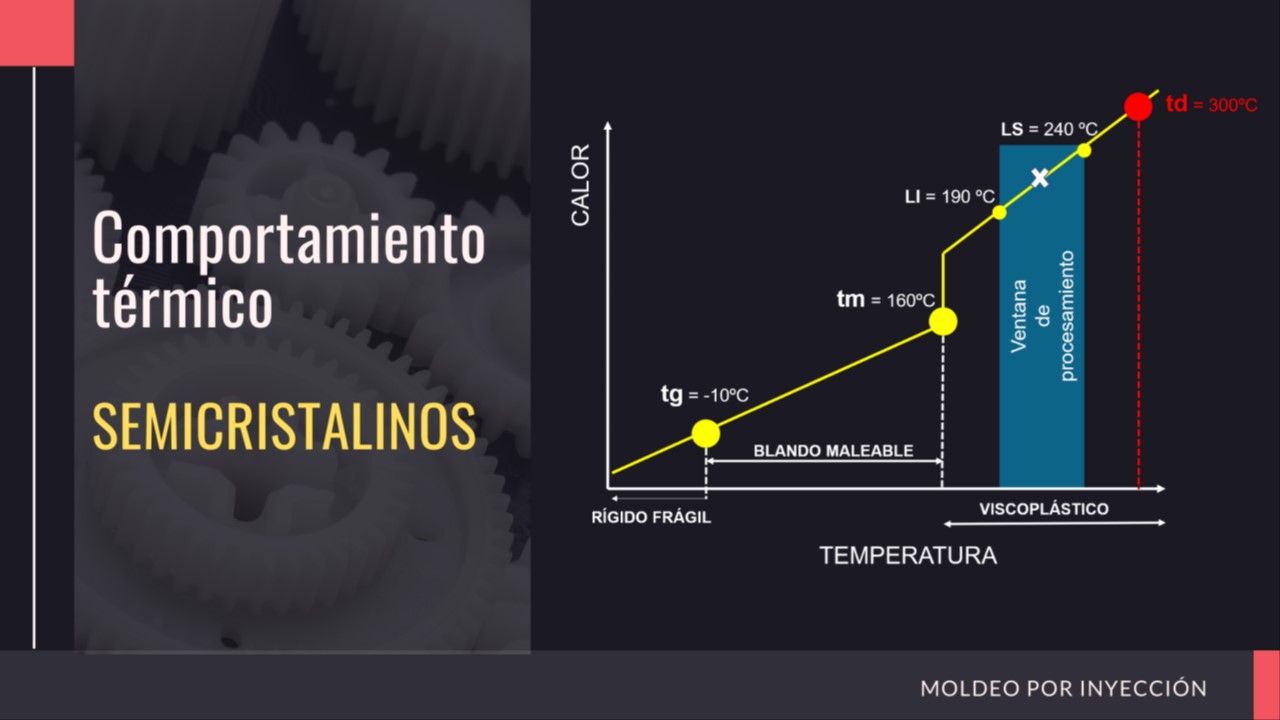 Comportamiento
térmico
SEMICRISTALINOS
CALOR
td = 300ºC
LS = 240 ºC
LI = 190 ºC
tm = 160ºC
tg = -10ºC
Ventana
de
procesamiento
BLANDO MALEABLE
RÍGIDO FRÁGIL
VISCOPLÁSTICO
TEMPERATURA
MOLDEO POR INYECCIÓN